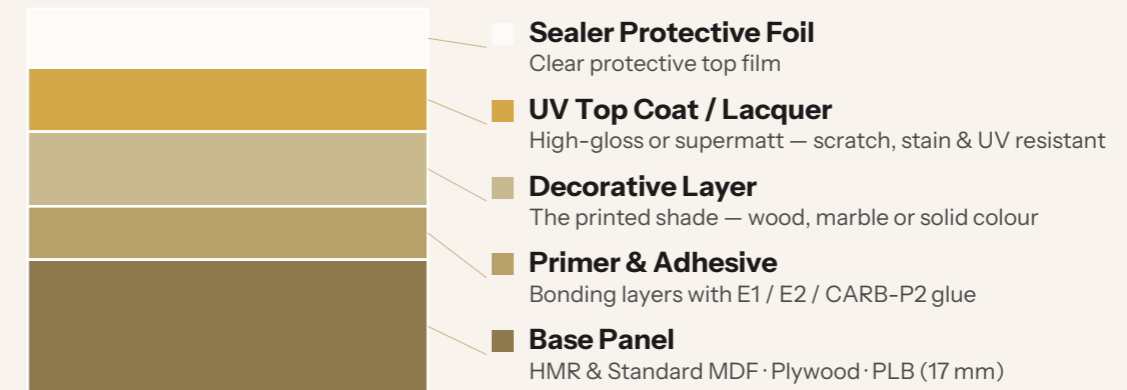 Sealer Protective Foil
Clear protective top film
UV Top Coat / Lacquer
High-gloss or supermatt — scratch, stain & UV resistant
Decorative Layer
The printed shade — wood, marble or solid colour
Primer & Adhesive
Bonding layers with E1 / E2 / CARB-P2 glue
Base Panel
HMR & Standard MDF · Plywood · PLB (17 mm)